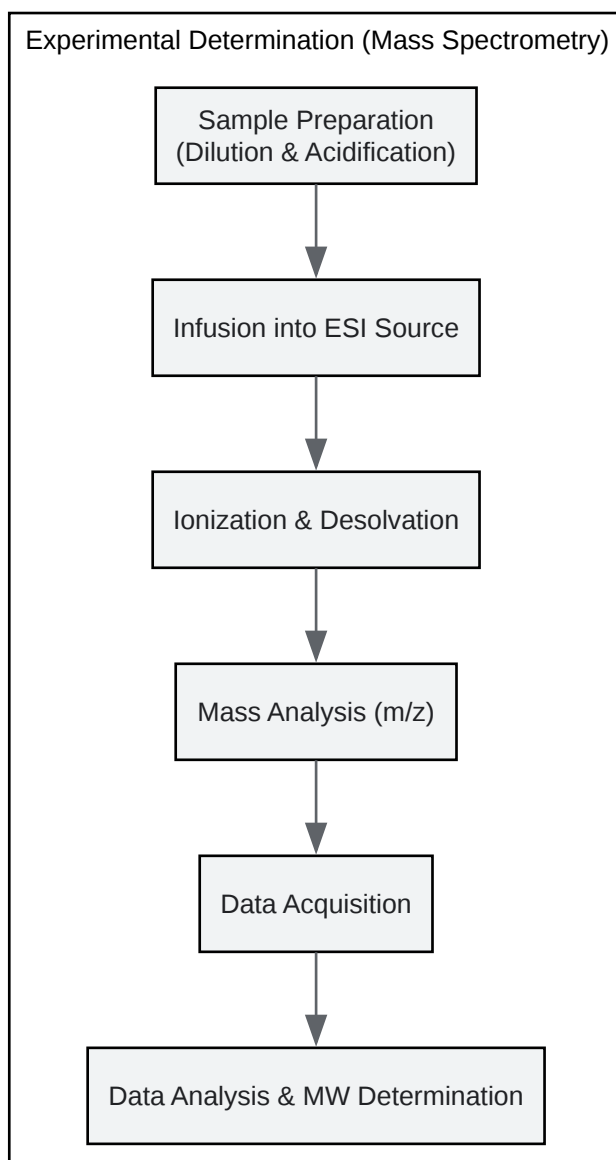 Experimental Determination (Mass Spectrometry)
Sample Preparation
(Dilution & Acidification)
Infusion into ESI Source
Ionization & Desolvation
Mass Analysis (m/z)
Data Acquisition
Data Analysis & MW Determination